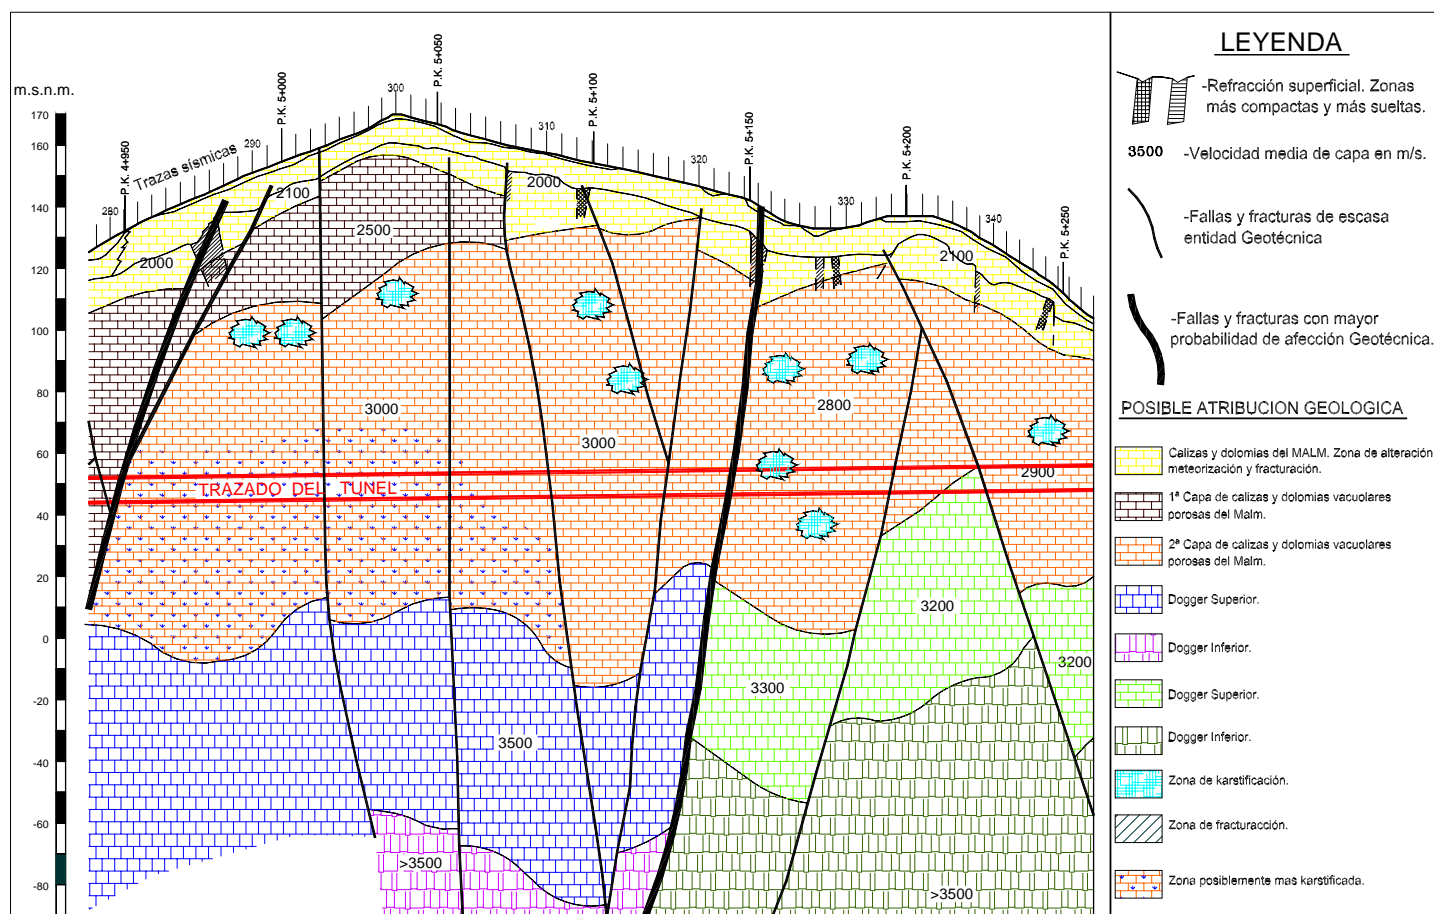 m.s.n.m.
170
160
140
120
100
80
60
40
20
0
-20
-40
-60
-80
P.K. 4+950
P.K. 5+000
P.K. 5+050
P.K. 5+100
P.K. 5+150
P.K. 5+200
P.K. 5+250
Trazas sísmicas
280
290
300
310
320
330
340
2000
2100
2500
2000
2100
3000
3000
2800
2900
TRAZADO DEL TUNEL
3200
3200
3300
3500
>3500
>3500
LEYENDA
-Refracción superficial. Zonas
más compactas y más sueltas.
3500 -Velocidad media de capa en m/s.
-Fallas y fracturas de escasa
entidad Geotécnica
-Fallas y fracturas con mayor
probabilidad de afección Geotécnica.
POSIBLE ATRIBUCION GEOLOGICA
Calizas y dolomias del MALM. Zona de alteración
meteorización y fracturación.
1ª Capa de calizas y dolomias vacuolares
porosas del Malm.
2ª Capa de calizas y dolomias vacuolares
porosas del Malm.
Dogger Superior.
Dogger Inferior.
Dogger Superior.
Dogger Inferior.
Zona de karstificación.
Zona de fracturacción.
Zona posiblemente mas karstificada.